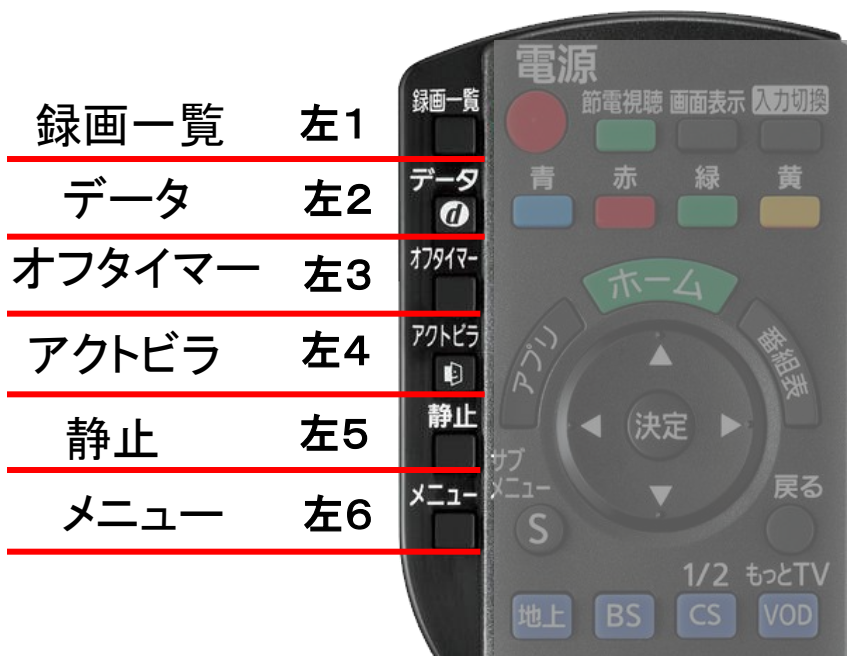 電源
録画一覧 左1 録画一覧 節電視聴 画面表示 入力切換
データ 左2 データ 青 赤 緑 黄
d
オフタイマー 左3 オフタイマー ホーム
アクトビラ 左4 アクトビラ アプリ 番組表
静止 左5 静止 決定
サブ
メニュー 左6 メニュー メニュー 戻る
S
1/2 もっとTV
地上 BS CS VOD